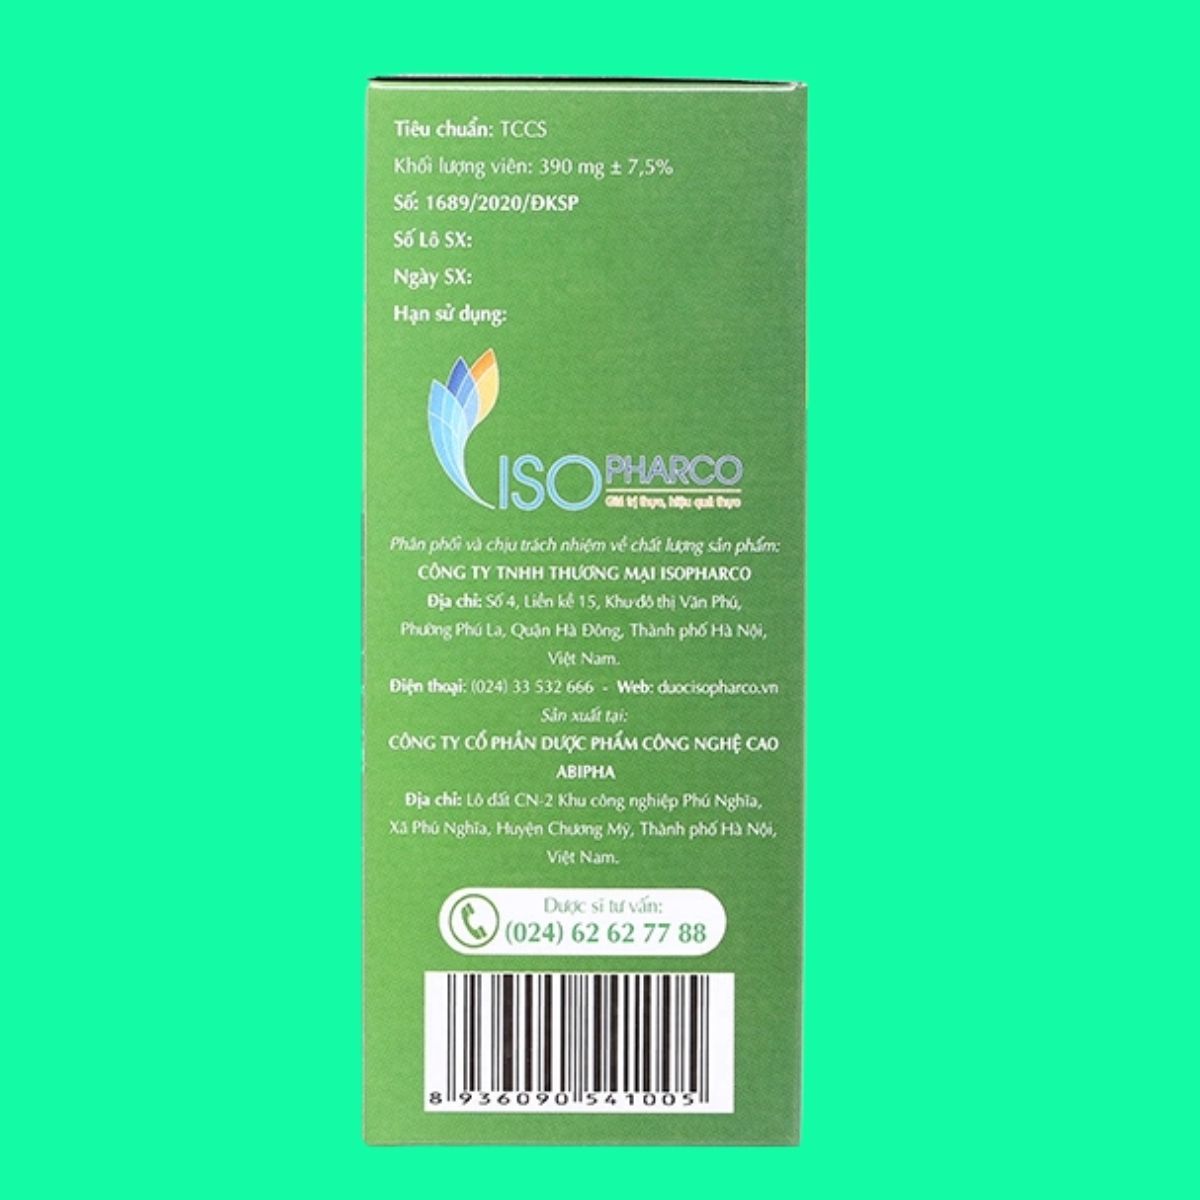 Tiêu chuẩn: TCCS
Khối lượng viên: 390 mg ± 7,5%
Số: 1689/2020/ĐKSP
Số Lô SX:
Ngày SX:
Hạn sử dụng:
ISOPHARCO
Giá trị thực, hiệu quả thực
Phân phối và chịu trách nhiệm về chất lượng sản phẩm:
CÔNG TY TNHH THƯƠNG MẠI ISOPHARCO
Địa chỉ: Số 4, Liền kề 15, Khu đô thị Văn Phú,
Phường Phú La, Quận Hà Đông, Thành phố Hà Nội,
Việt Nam.
Điện thoại: (024) 33 532 666 - Web: duocisopharco.vn
Sản xuất tại:
CÔNG TY CỔ PHẦN DƯỢC PHẨM CÔNG NGHỆ CAO
ABIPHA
Địa chỉ: Lô đất CN-2 Khu công nghiệp Phú Nghĩa,
Xã Phú Nghĩa, Huyện Chương Mỹ, Thành phố Hà Nội,
Việt Nam.
Dược sĩ tư vấn:
(024) 62 62 77 88
8 936090 541005